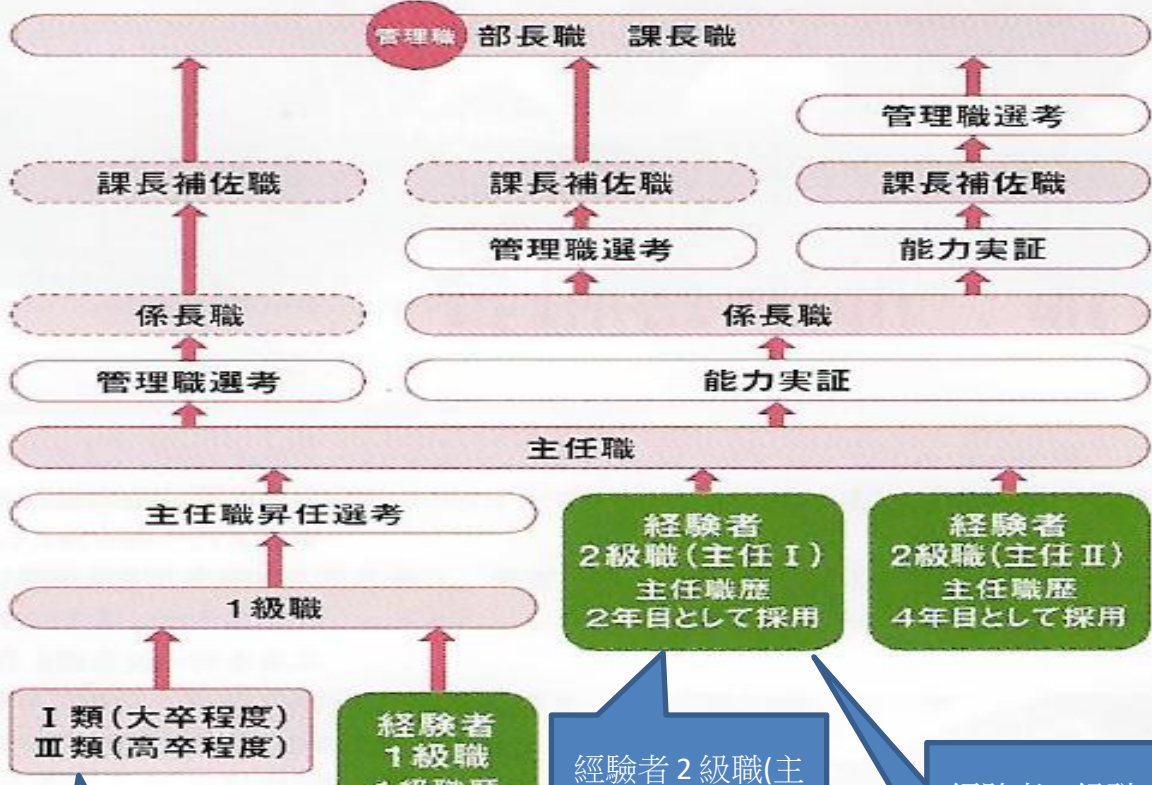 管理職 部長職 課長職
管理職選考
課長補佐職
課長補佐職
課長補佐職
管理職選考
能力実証
係長職
係長職
管理職選考
能力実証
主任職
主任職昇任選考
経験者
2級職(主任Ⅰ)
主任職歴
2年目として採用
経験者
2級職(主任Ⅱ)
主任職歴
4年目として採用
1級職
Ⅰ類(大卒程度)
Ⅲ類(高卒程度)
経験者
1級職
經驗者2級職(主